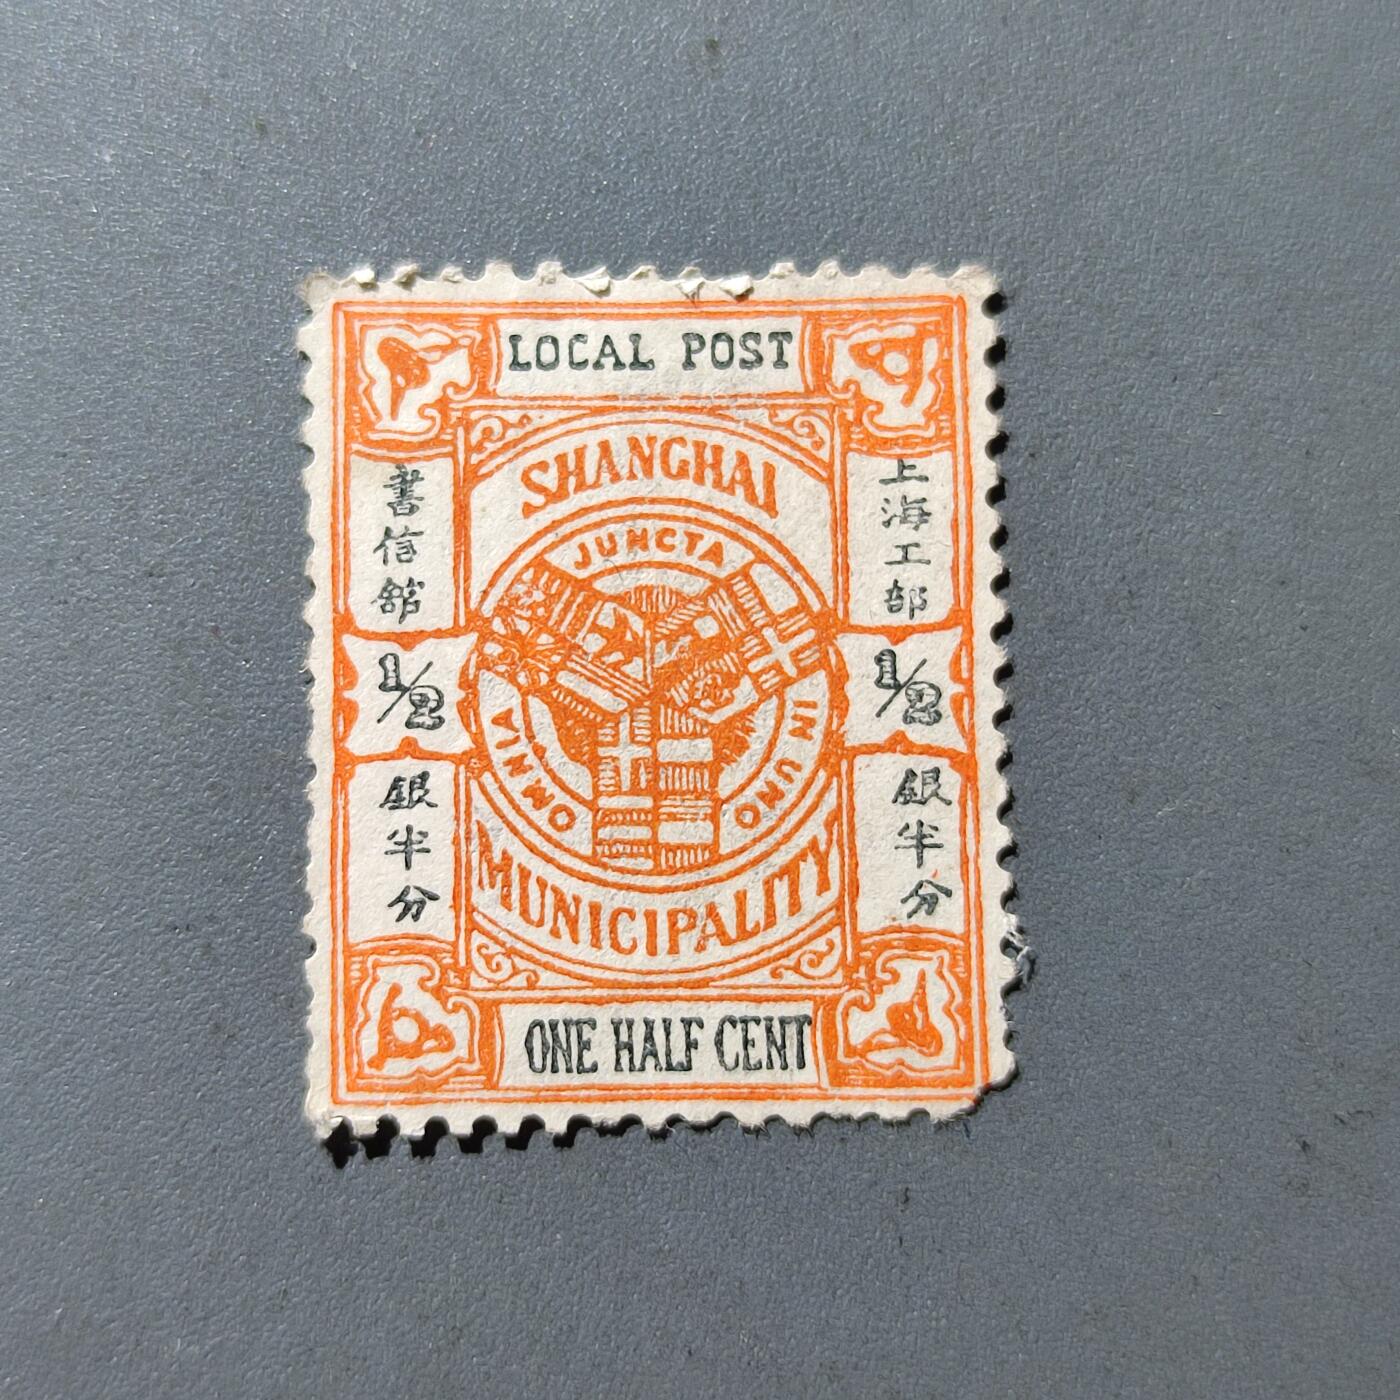 LOCAL POST
SHANGHAI
JUNCTA
IN UNO
OMNIA
MUNICIPALITY
上海工部
書信館
1/2
1/2
銀半分
銀半分
ONE HALF CENT